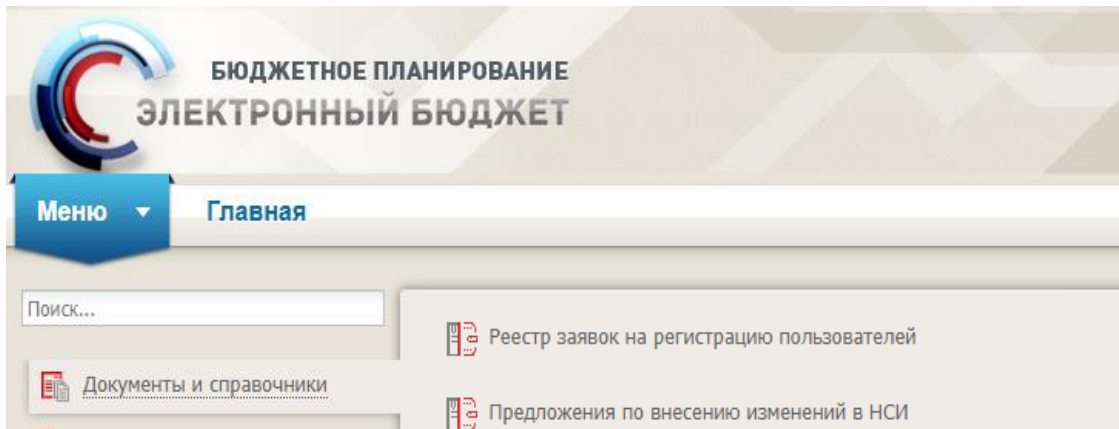 БЮДЖЕТНОЕ ПЛАНИРОВАНИЕ
ЭЛЕКТРОННЫЙ БЮДЖЕТ
Меню
Главная
Поиск...
Реестр заявок на регистрацию пользователей
Документы и справочники
Предложения по внесению изменений в НСИ